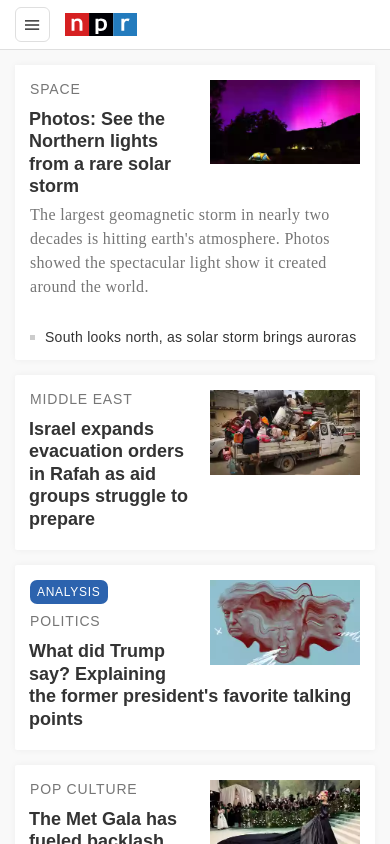 npr
SPACE
Photos: See the
Northern lights
from a rare solar
storm
The largest geomagnetic storm in nearly two
decades is hitting earth's atmosphere. Photos
showed the spectacular light show it created
around the world.
South looks north, as solar storm brings auroras
MIDDLE EAST
Israel expands
evacuation orders
in Rafah as aid
groups struggle to
prepare
ANALYSIS
POLITICS
What did Trump
say? Explaining
the former president's favorite talking
points
POP CULTURE
The Met Gala has
fueled backlash